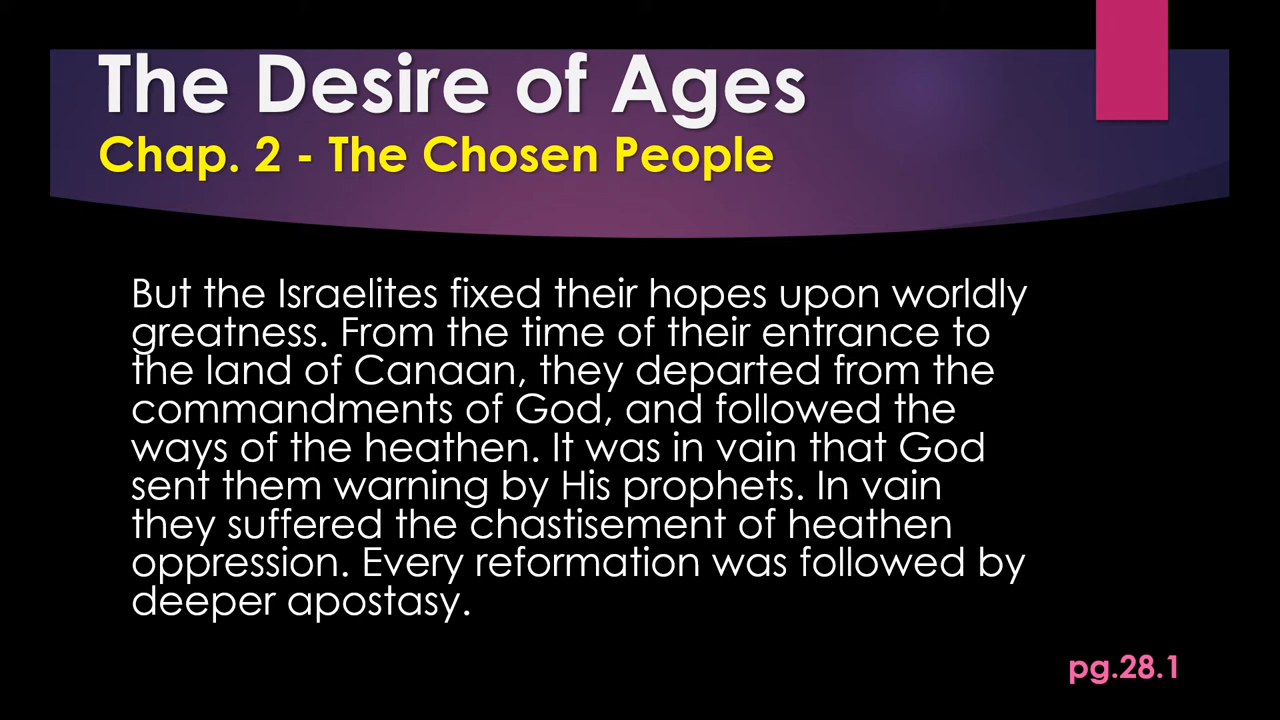 The Desire of Ages
Chap. 2 - The Chosen People
But the Israelites fixed their hopes upon worldly
greatness. From the time of their entrance to
the land of Canaan, they departed from the
commandments of God, and followed the
ways of the heathen. It was in vain that God
sent them warning by His prophets. In vain
they suffered the chastisement of heathen
oppression. Every reformation was followed by
deeper apostasy.
pg.28.1